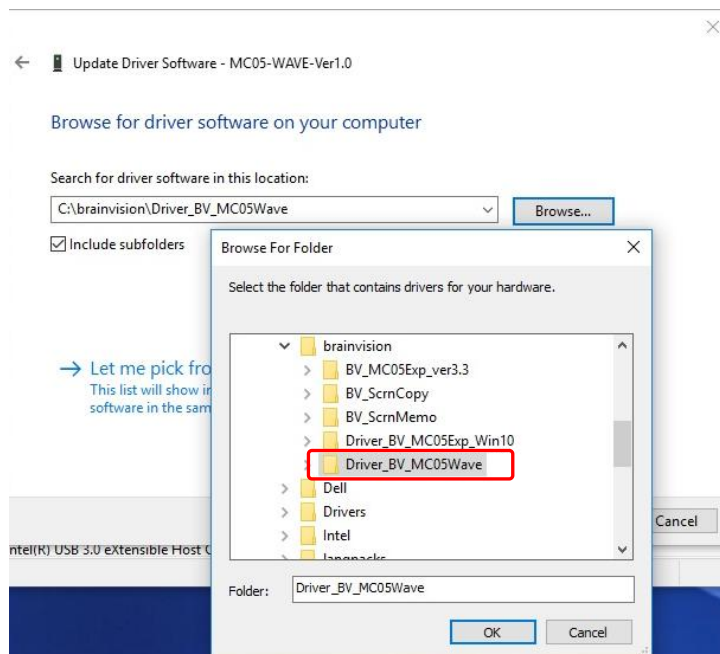 Update Driver Software - MC05-WAVE-Ver1.0
Browse for driver software on your computer
Search for driver software in this location:
C:\brainvision\Driver_BV_MC05Wave
Browse...
Include subfolders
Browse For Folder
Select the folder that contains drivers for your hardware.
brainvision
BV_MC05Exp_ver3.3
BV_ScrnCopy
BV_ScrnMemo
Driver_BV_MC05Exp_Win10
Driver_BV_MC05Wave
Dell
Drivers
Intel
langpacks
Folder: Driver_BV_MC05Wave
OK Cancel
Let me pick fro
This list will show in
software in the sam
Cancel
ntel(R) USB 3.0 eXtensible Host C